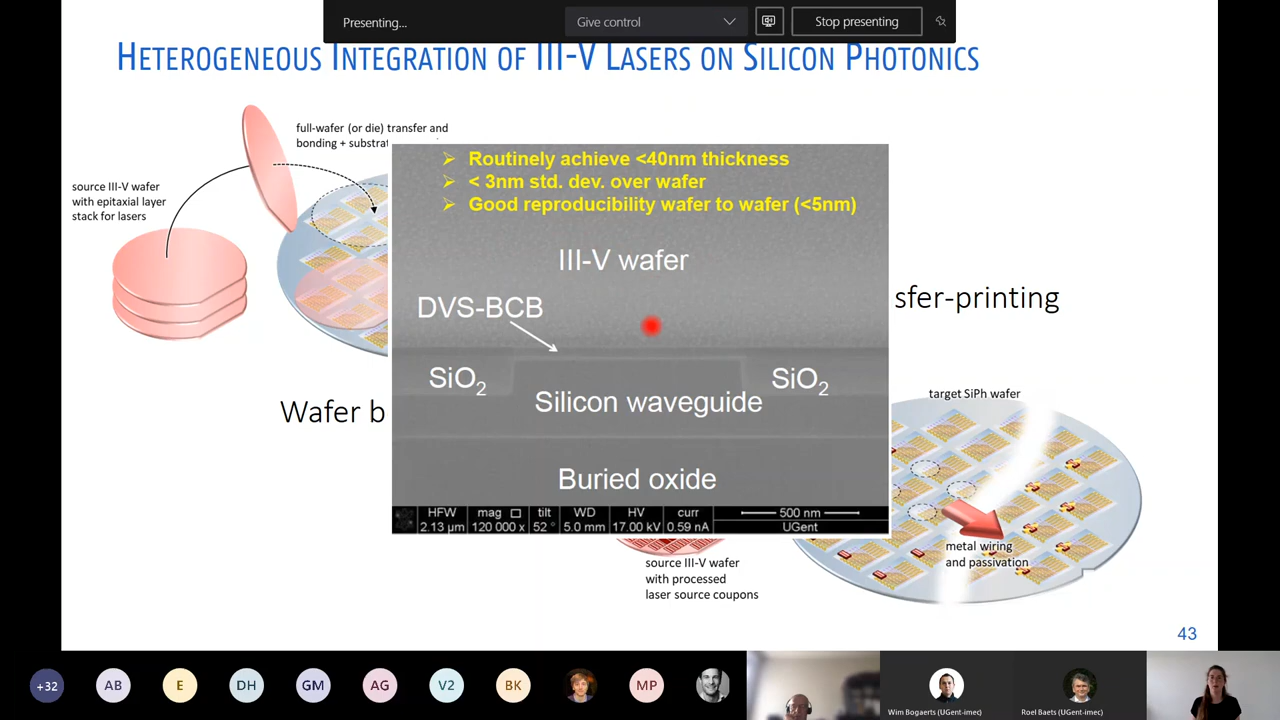 Presenting...
Give control
Stop presenting
HETEROGENEOUS INTEGRATION OF III-V LASERS ON SILICON PHOTONICS
full-wafer (or die) transfer and
bonding +
source III-V wafer
with epitaxial layer
stack for lasers
➢ Routinely achieve <40nm thickness
➢ < 3nm std. dev. over wafer
➢ Good reproducibility wafer to wafer (<5nm)
III-V wafer
DVS-BCB
SiO2
SiO2
Silicon waveguide
Buried oxide
HFW mag □ tilt WD HV curr 500 nm
2.13 µm 120 000 x 52 ° 5.0 mm 17.00 kV 0.59 nA UGent
sfer-printing
Wafer b
target SiPh wafer
metal wiring
and passivation
source III-V wafer
with processed
laser source coupons
43
+32 AB E DH GM AG V2 BK MP
Wim Bogaerts (UGent-imec)
Roel Baets (UGent-imec)